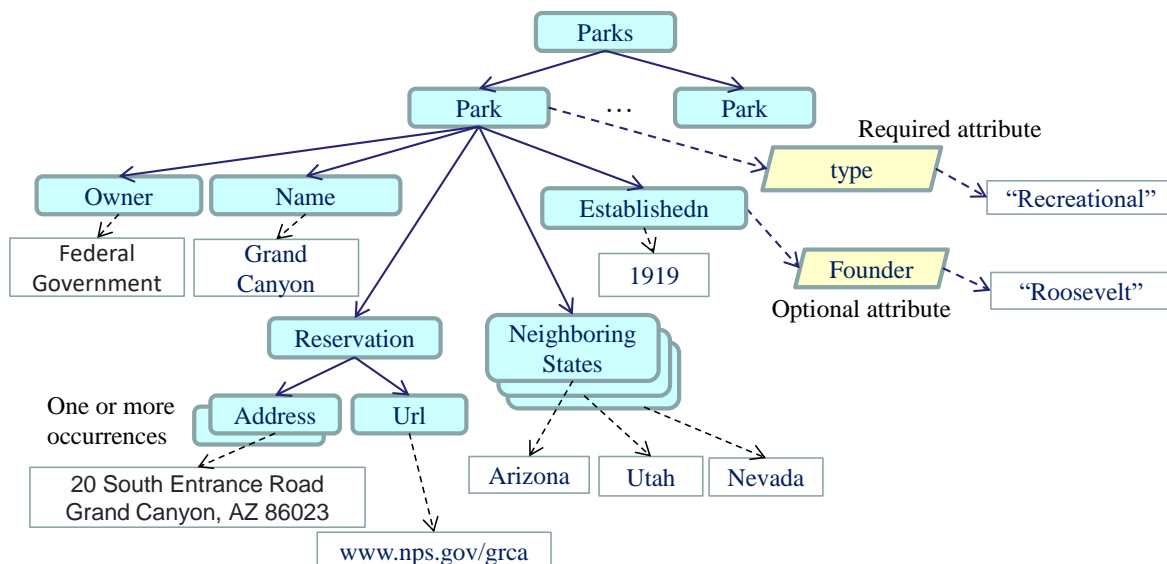 Parks
Park
…
Park
Required attribute
type
Owner
Name
Establishedn
“Recreational”
Federal
Government
Grand
Canyon
1919
Founder
“Roosevelt”
Optional attribute
Reservation
Neighboring
States
One or more
occurrences
Address
Url
Arizona
Utah
Nevada
20 South Entrance Road
Grand Canyon, AZ 86023
www.nps.gov/grca